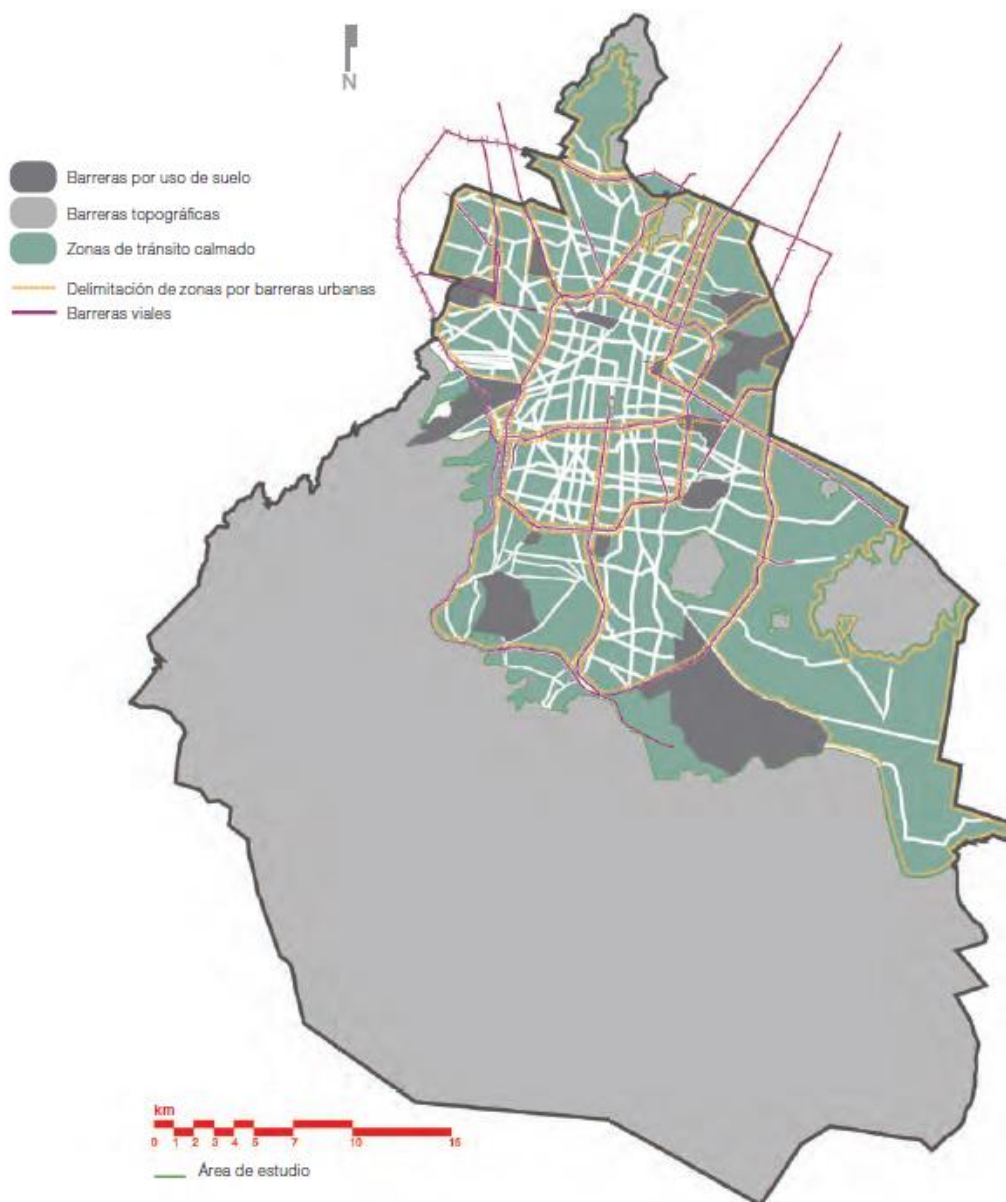 N
Barreras por uso de suelo
Barreras topográficas
Zonas de tránsito calmado
Delimitación de zonas por barreras urbanas
Barreras viales
km
0 1 2 3 4 5 7 10 15
Área de estudio